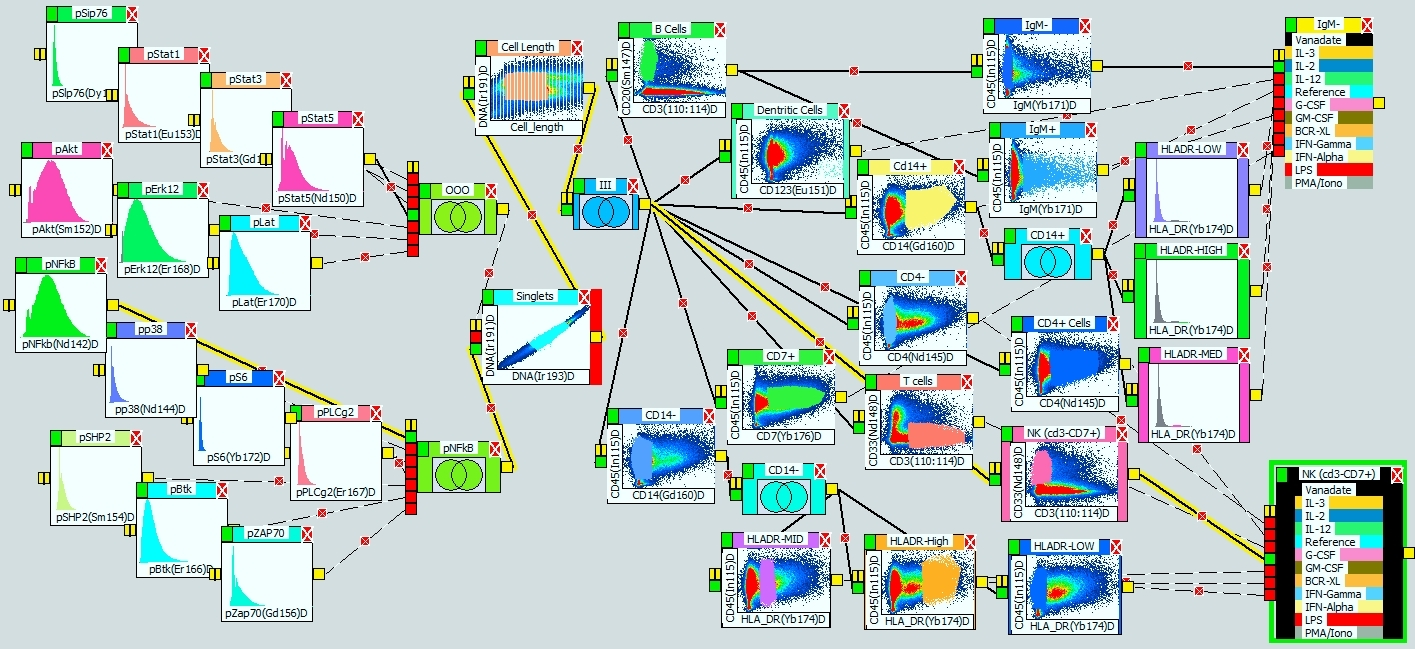 pSlp76
pSlp76(Dy1
pStat1
pStat1(Eu153)D
pStat3
pStat3(Gd1
pStat5
pStat5(Nd150)D
pAkt
pAkt(Sm152)D
pErk12
pErk12(Er168)D
pLat
pLat(Er170)D
pNFkB
pNFkb(Nd142)D
pp38
pp38(Nd144)D
pS6
pS6(Yb172)D
pPLCg2
pPLCg2(Er167)D
pSHP2
pSHP2(Sm154)D
pBtk
pBtk(Er166)D
pZAP70
pZap70(Gd156)D
OOO
pNFkB
Cell Length
DNA(Ir191)D
Cell_length
III
Singlets
DNA(Ir191)D
DNA(Ir193)D
B Cells
CD20(Sm147)D
CD3(110:114)D
Dentritic Cells
CD45(In115)D
CD123(Eu151)D
Cd14+
CD45(In115)D
CD14(Gd160)D
CD4-
CD45(In115)D
CD4(Nd145)D
CD7+
CD45(In115)D
CD7(Yb176)D
T cells
CD33(Nd148)D
CD3(110:114)D
CD14-
CD45(In115)D
CD14(Gd160)D
CD14-
HLADR-MID
CD45(In115)D
HLA_DR(Yb174)D
HLADR-High
CD45(In115)D
HLA_DR(Yb174)D
HLADR-LOW
CD45(In115)D
HLA_DR(Yb174)D
IgM-
CD45(In115)D
IgM(Yb171)D
IgM+
CD45(In115)D
IgM(Yb171)D
CD14+
CD4+ Cells
CD45(In115)D
CD4(Nd145)D
NK (cd3-CD7+)
CD33(Nd148)D
CD3(110:114)D
HLADR-LOW
HLA_DR(Yb174)D
HLADR-HIGH
HLA_DR(Yb174)D
HLADR-MED
HLA_DR(Yb174)D
IgM-
Vanadate
IL-3
IL-2
IL-12
Reference
G-CSF
GM-CSF
BCR-XL
IFN-Gamma
IFN-Alpha
LPS
PMA/Iono
NK (cd3-CD7+)
Vanadate
IL-3
IL-2
IL-12
Reference
G-CSF
GM-CSF
BCR-XL
IFN-Gamma
IFN-Alpha
LPS
PMA/Iono